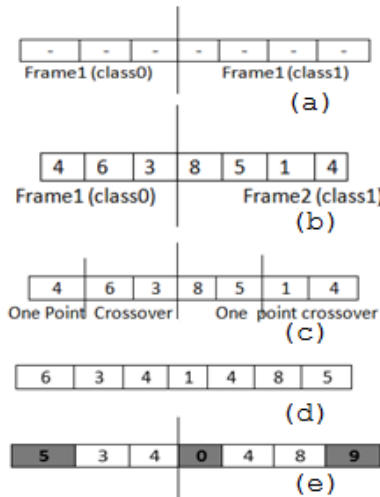 - - - - - - -
Frame1 (class0) Frame1 (class1)
(a)
4 6 3 8 5 1 4
Frame1 (class0) Frame2 (class1)
(b)
4 6 3 8 5 1 4
One Point Crossover One point crossover
(c)
6 3 4 1 4 8 5
(d)
5 3 4 0 4 8 9
(e)